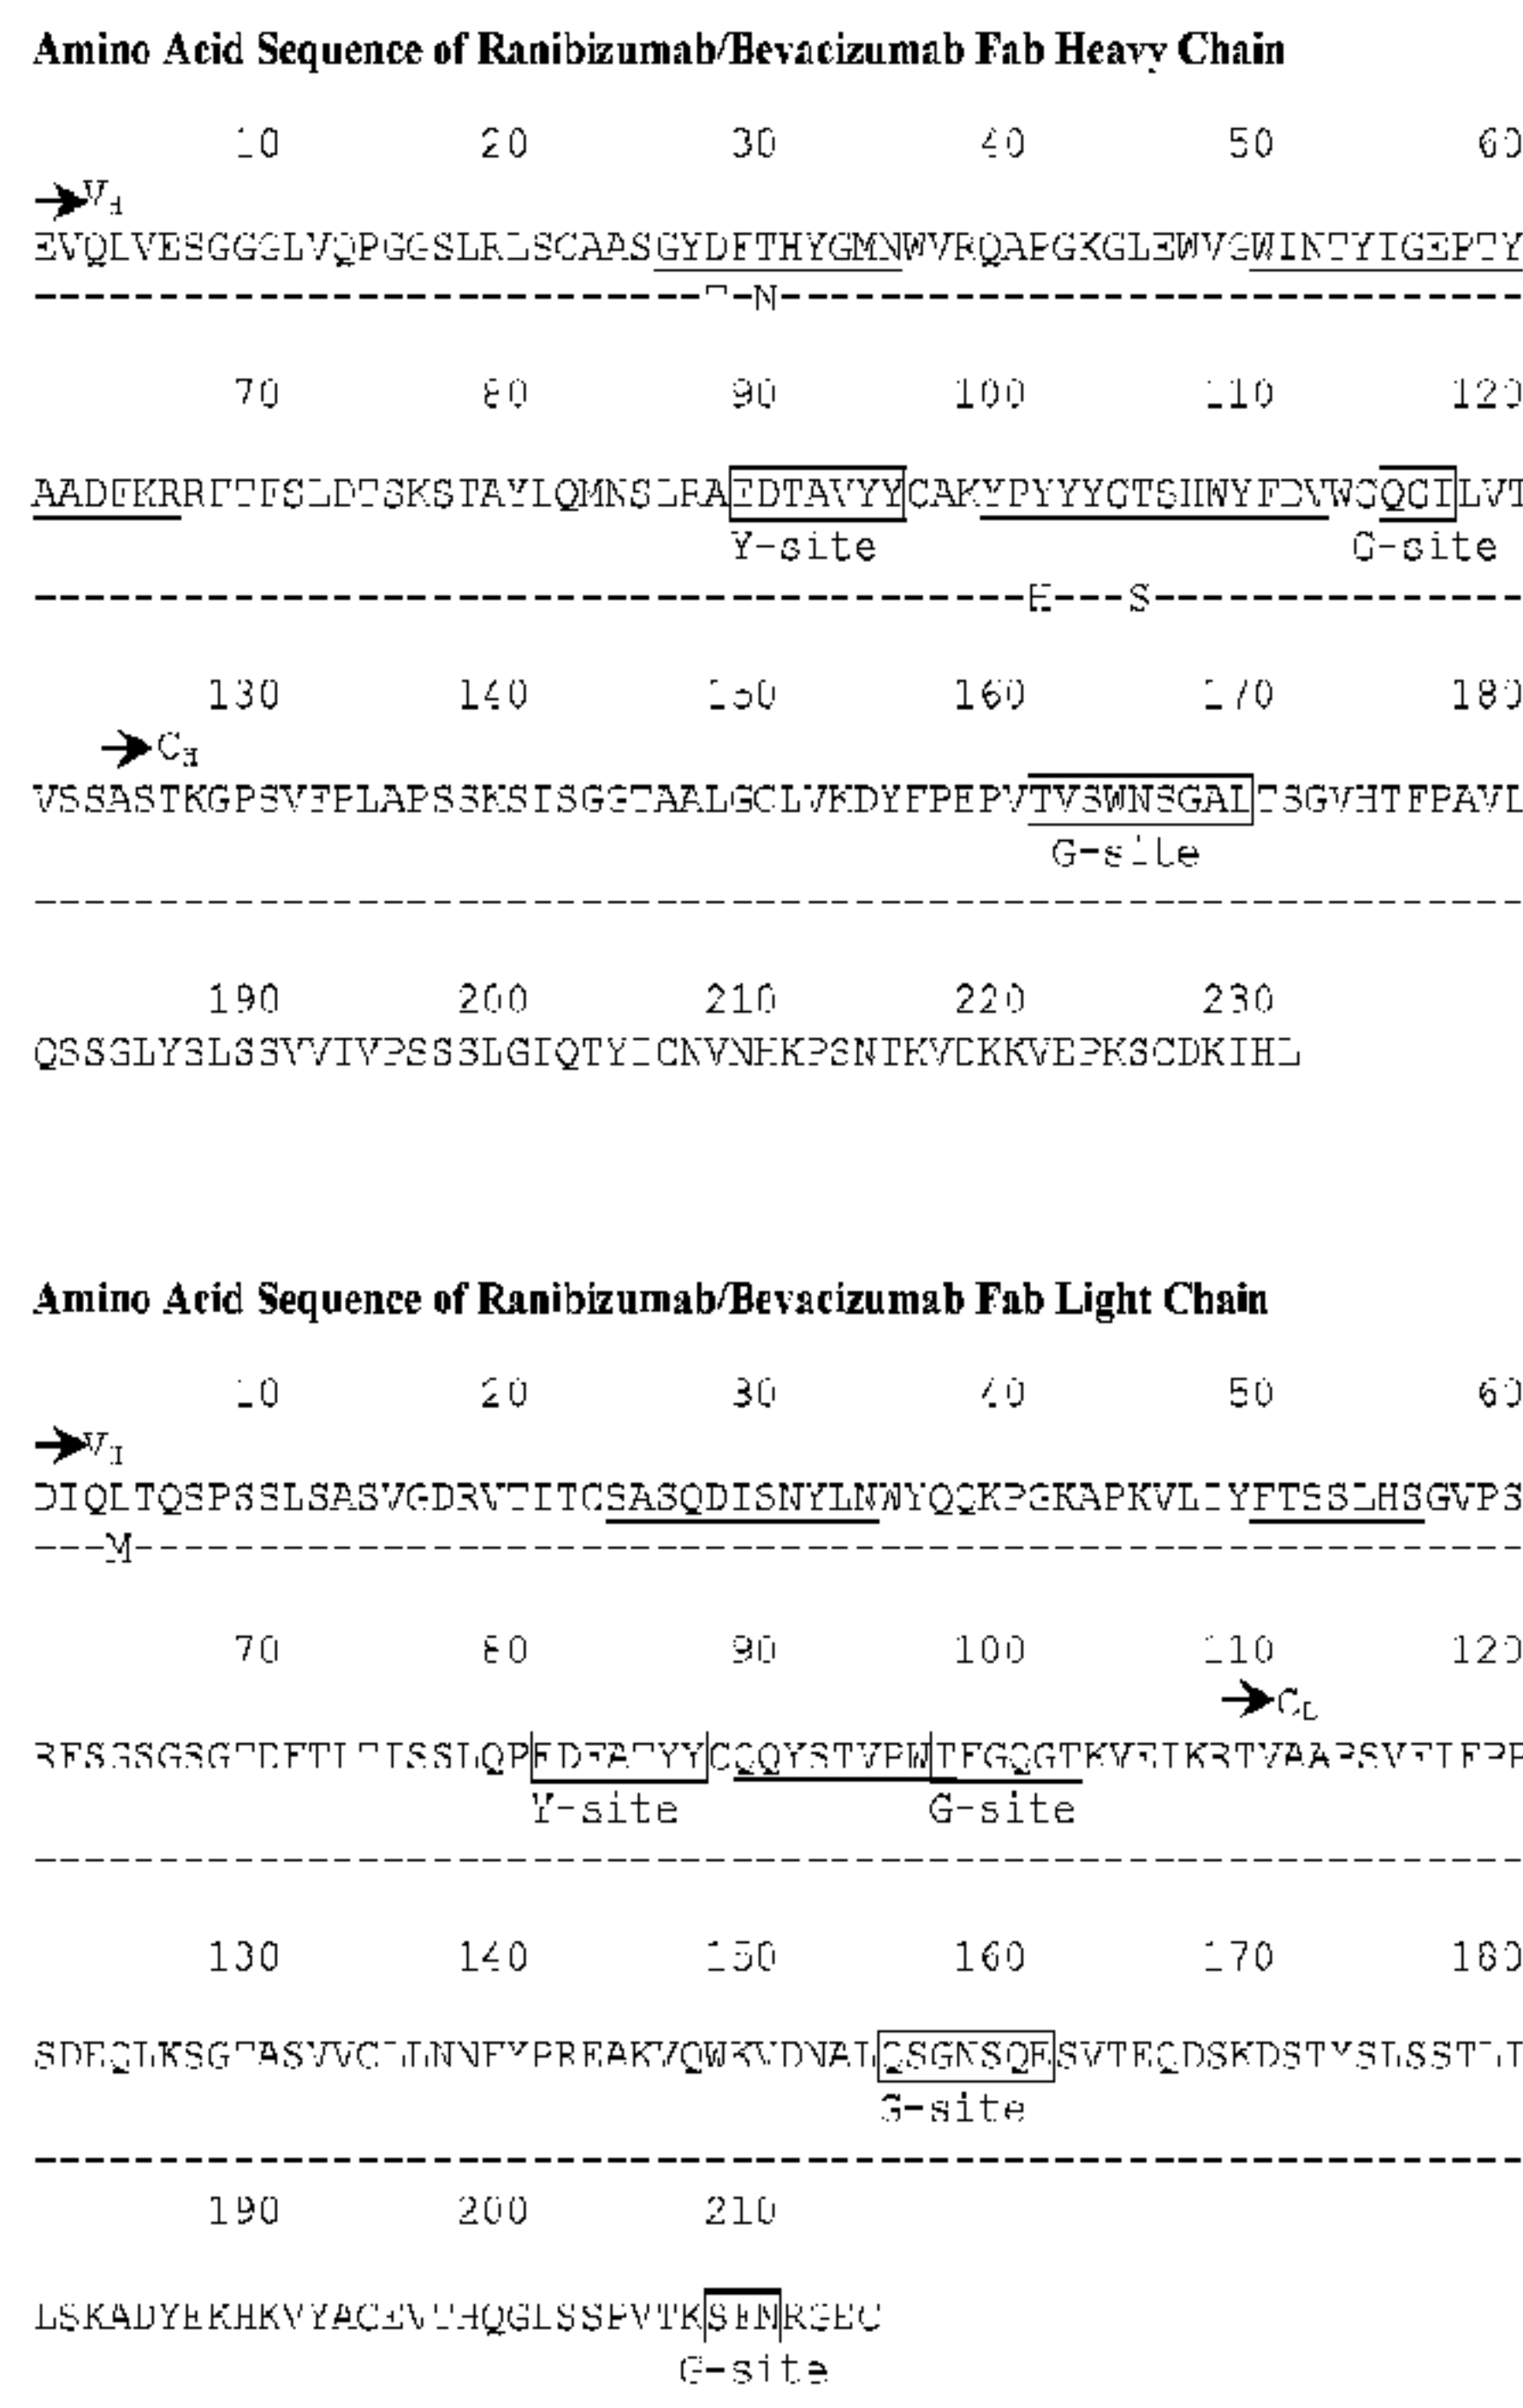 Amino Acid Sequence of Ranibizumab/Bevacizumab Fab Heavy Chain
10 20 30 40 50 60
VH
EVQLVESGGGLVQPGGSLRLSCAASGYDFTHYGMNWVRQAPGKGLEWVGWINTYIGEPTY
----------------------------- T-N------------------------------
70 80 90 100 110 120
AADFKRRFTFSLDTSKSTAYLQMNSLRAEDTAVYYCAKYPYYYGTSHWYFDVWGQGILVT
Y-site G-site
----------------------------------------E---S---------------
130 140 150 160 170 180
CH
VSSASTKGPSVFPLAPSSKSTSGGTAALGCLVKDYFPEPVTVSWNSGALTSGVHTFPAVL
G-site
------------------------------------------------------------
190 200 210 220 230
QSSGLYSLSSVVTVPSSSLGTQTYICNVNHKPSNTKVDKKVEPKSCDKTHL
Amino Acid Sequence of Ranibizumab/Bevacizumab Fab Light Chain
10 20 30 40 50 60
VL
DIQLTQSPSSLSASVGDRVTITCSASQDISNYLNWYQQKPGKAPKVLIYFTSSLHSGVPS
---M--------------------------------------------------------
70 80 90 100 110 120
CL
RFSGSGSGTDFTLTISSLQPEDFATYYCQQYSTVPWTFGQGTKVEIKRTVAAPSVFIFPP
Y-site G-site
------------------------------------------------------------
130 140 150 160 170 180
SDEQLKSGTASVVCLLNNFYPREAKVQWKVDNALQSGNSQESVTEQDSKDSTYSLSSTLT
G-site
------------------------------------------------------------
190 200 210
LSKADYEKHKVYACEVTHQGLSSPVTKSFNRGEC
G-site